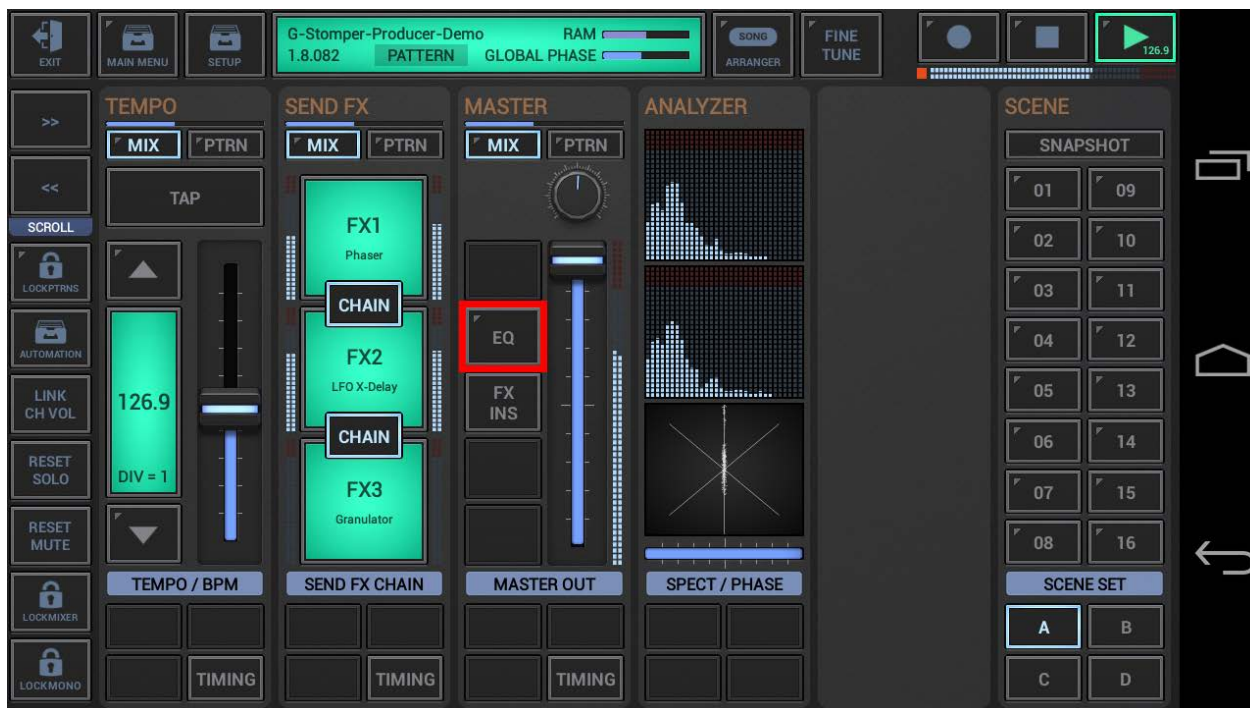 EXIT
MAIN MENU
SETUP
G-Stomper-Producer-Demo RAM
1.8.082 PATTERN GLOBAL PHASE
SONG
ARRANGER
FINE
TUNE
126.9
>>
<<
SCROLL
LOCKPTRNS
AUTOMATION
LINK
CH VOL
RESET
SOLO
RESET
MUTE
LOCKMIXER
LOCKMONO
TEMPO
MIX PTRN
TAP
126.9
DIV = 1
TEMPO / BPM
TIMING
SEND FX
MIX PTRN
FX1
Phaser
CHAIN
FX2
LFO X-Delay
CHAIN
FX3
Granulator
SEND FX CHAIN
TIMING
MASTER
MIX PTRN
EQ
FX
INS
MASTER OUT
TIMING
ANALYZER
SPECT / PHASE
SCENE
SNAPSHOT
01 09
02 10
03 11
04 12
05 13
06 14
07 15
08 16
SCENE SET
A B
C D